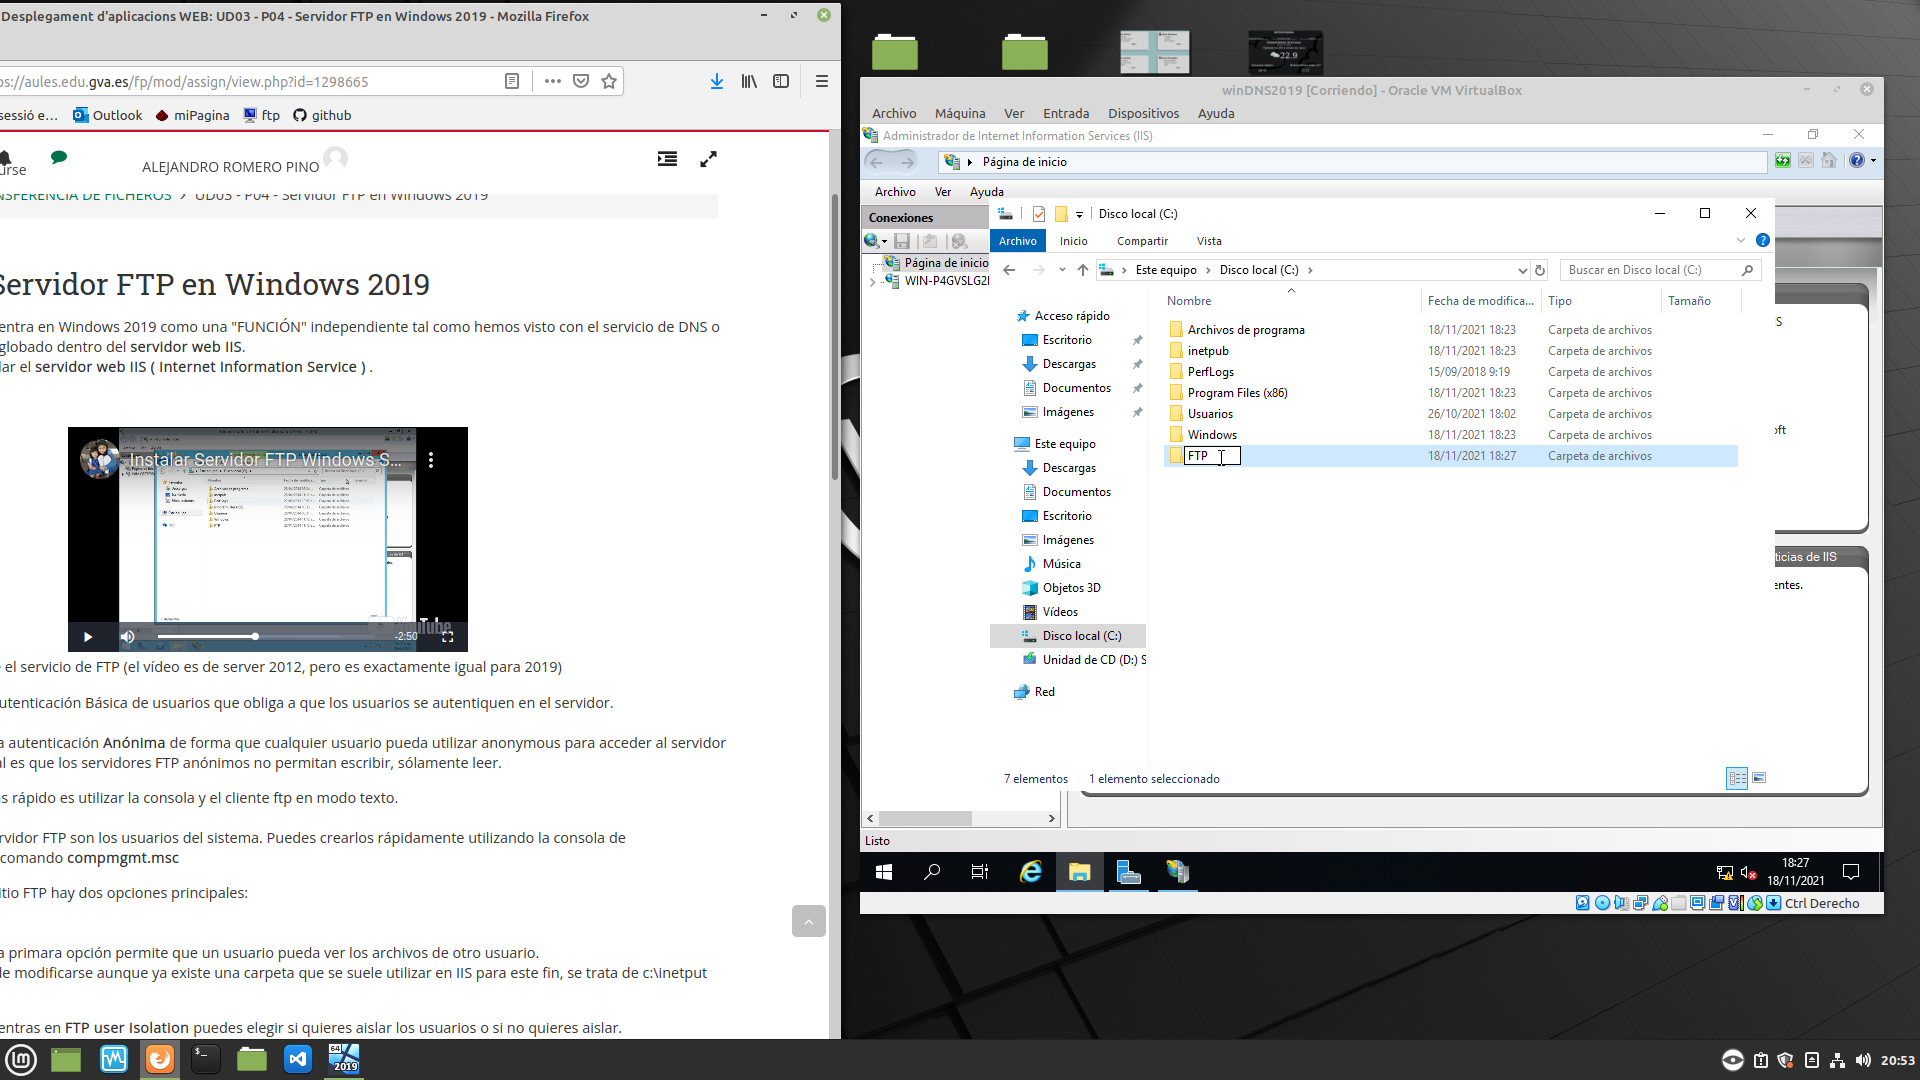 Desplegament d'aplicacions WEB: UD03 - P04 - Servidor FTP en Windows 2019 - Mozilla Firefox
os://aules.edu.gva.es/fp/mod/assign/view.php?id=1298665
sessió e...
Outlook
miPagina
ftp
github
urse
ALEJANDRO ROMERO PINO
NSFERENCIA DE FICHEROS > UD03 - P04 - Servidor FTP en Windows 2019
Servidor FTP en Windows 2019
entra en Windows 2019 como una "FUNCIÓN" independiente tal como hemos visto con el servicio de DNS o
globado dentro del servidor web IIS.
lar el servidor web IIS ( Internet Information Service ) .
Instalar Servidor FTP Windows S...
-2:50
e el servicio de FTP (el vídeo es de server 2012, pero es exactamente igual para 2019)
utenticación Básica de usuarios que obliga a que los usuarios se autentiquen en el servidor.
a autenticación Anónima de forma que cualquier usuario pueda utilizar anonymous para acceder al servidor
al es que los servidores FTP anónimos no permitan escribir, sólamente leer.
ás rápido es utilizar la consola y el cliente ftp en modo texto.
ervidor FTP son los usuarios del sistema. Puedes crearlos rápidamente utilizando la consola de
comando compmgmt.msc
itio FTP hay dos opciones principales:
a primara opción permite que un usuario pueda ver los archivos de otro usuario.
de modificarse aunque ya existe una carpeta que se suele utilizar en IIS para este fin, se trata de c:\inetput
entras en FTP user Isolation puedes elegir si quieres aislar los usuarios o si no quieres aislar.
22.9
winDNS2019 [Corriendo] - Oracle VM VirtualBox
Archivo Máquina Ver Entrada Dispositivos Ayuda
Administrador de Internet Information Services (IIS)
Página de inicio
Archivo Ver Ayuda
Conexiones
Página de inicio
WIN-P4GVSLG2
Disco local (C:)
Archivo Inicio Compartir Vista
Este equipo > Disco local (C:) >
Buscar en Disco local (C:)
Nombre Fecha de modifica... Tipo Tamaño
Archivos de programa 18/11/2021 18:23 Carpeta de archivos
inetpub 18/11/2021 18:23 Carpeta de archivos
PerfLogs 15/09/2018 9:19 Carpeta de archivos
Program Files (x86) 18/11/2021 18:23 Carpeta de archivos
Usuarios 26/10/2021 18:02 Carpeta de archivos
Windows 18/11/2021 18:23 Carpeta de archivos
FTP 18/11/2021 18:27 Carpeta de archivos
Acceso rápido
Escritorio
Descargas
Documentos
Imágenes
Este equipo
Descargas
Documentos
Escritorio
Imágenes
Música
Objetos 3D
Vídeos
Disco local (C:)
Unidad de CD (D:) S
Red
7 elementos
1 elemento seleccionado
IS
oft
ticias de IIS
entes.
Listo
18:27
18/11/2021
Ctrl Derecho
64
2019
20:53